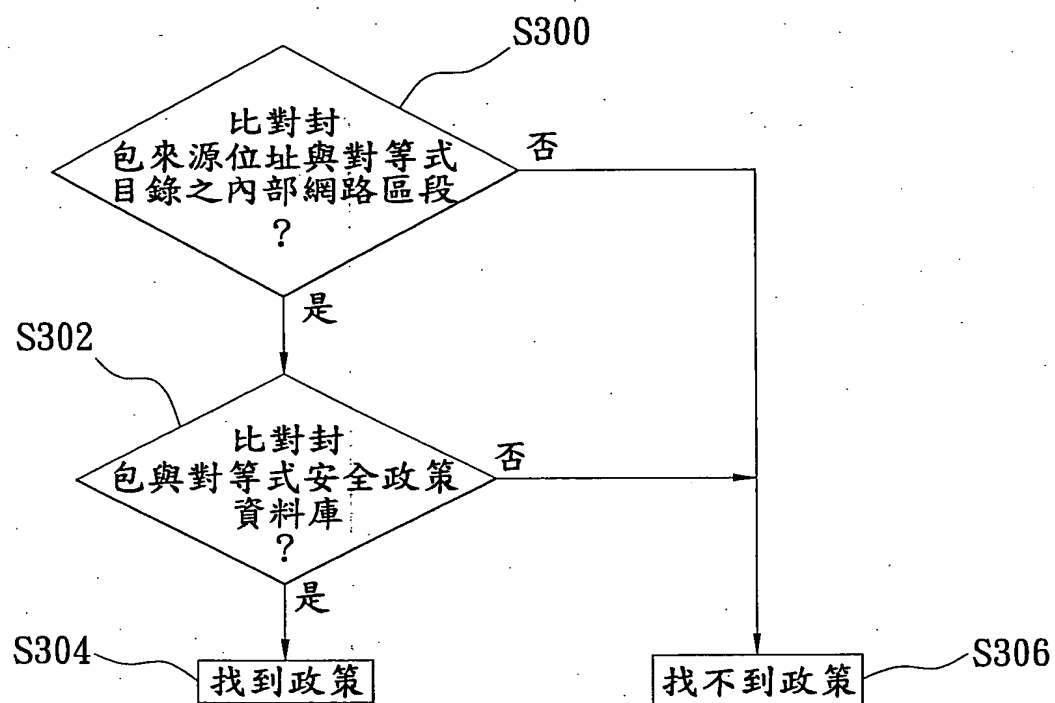 S300
比對封
包來源位址與對等式
目錄之內部網路區段
?
否
是
S302
比對封
包與對等式安全政策
資料庫
?
否
是
S304
找到政策
找不到政策
S306